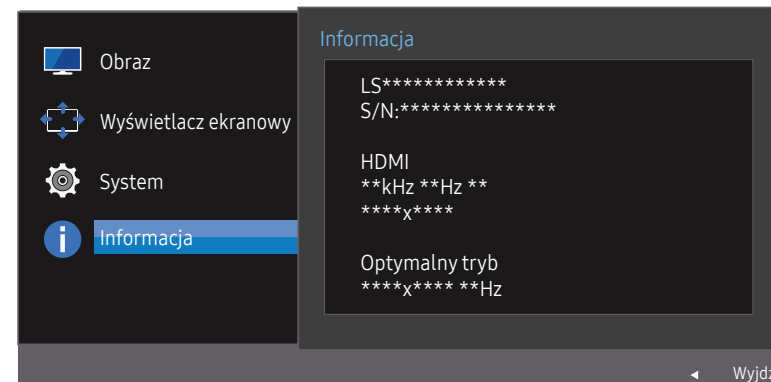 Obraz
Wyświetlacz ekranowy
System
Informacja
Informacja
LS************
S/N:***************
HDMI
**kHz **Hz **
****x****
Optymalny tryb
****x**** **Hz